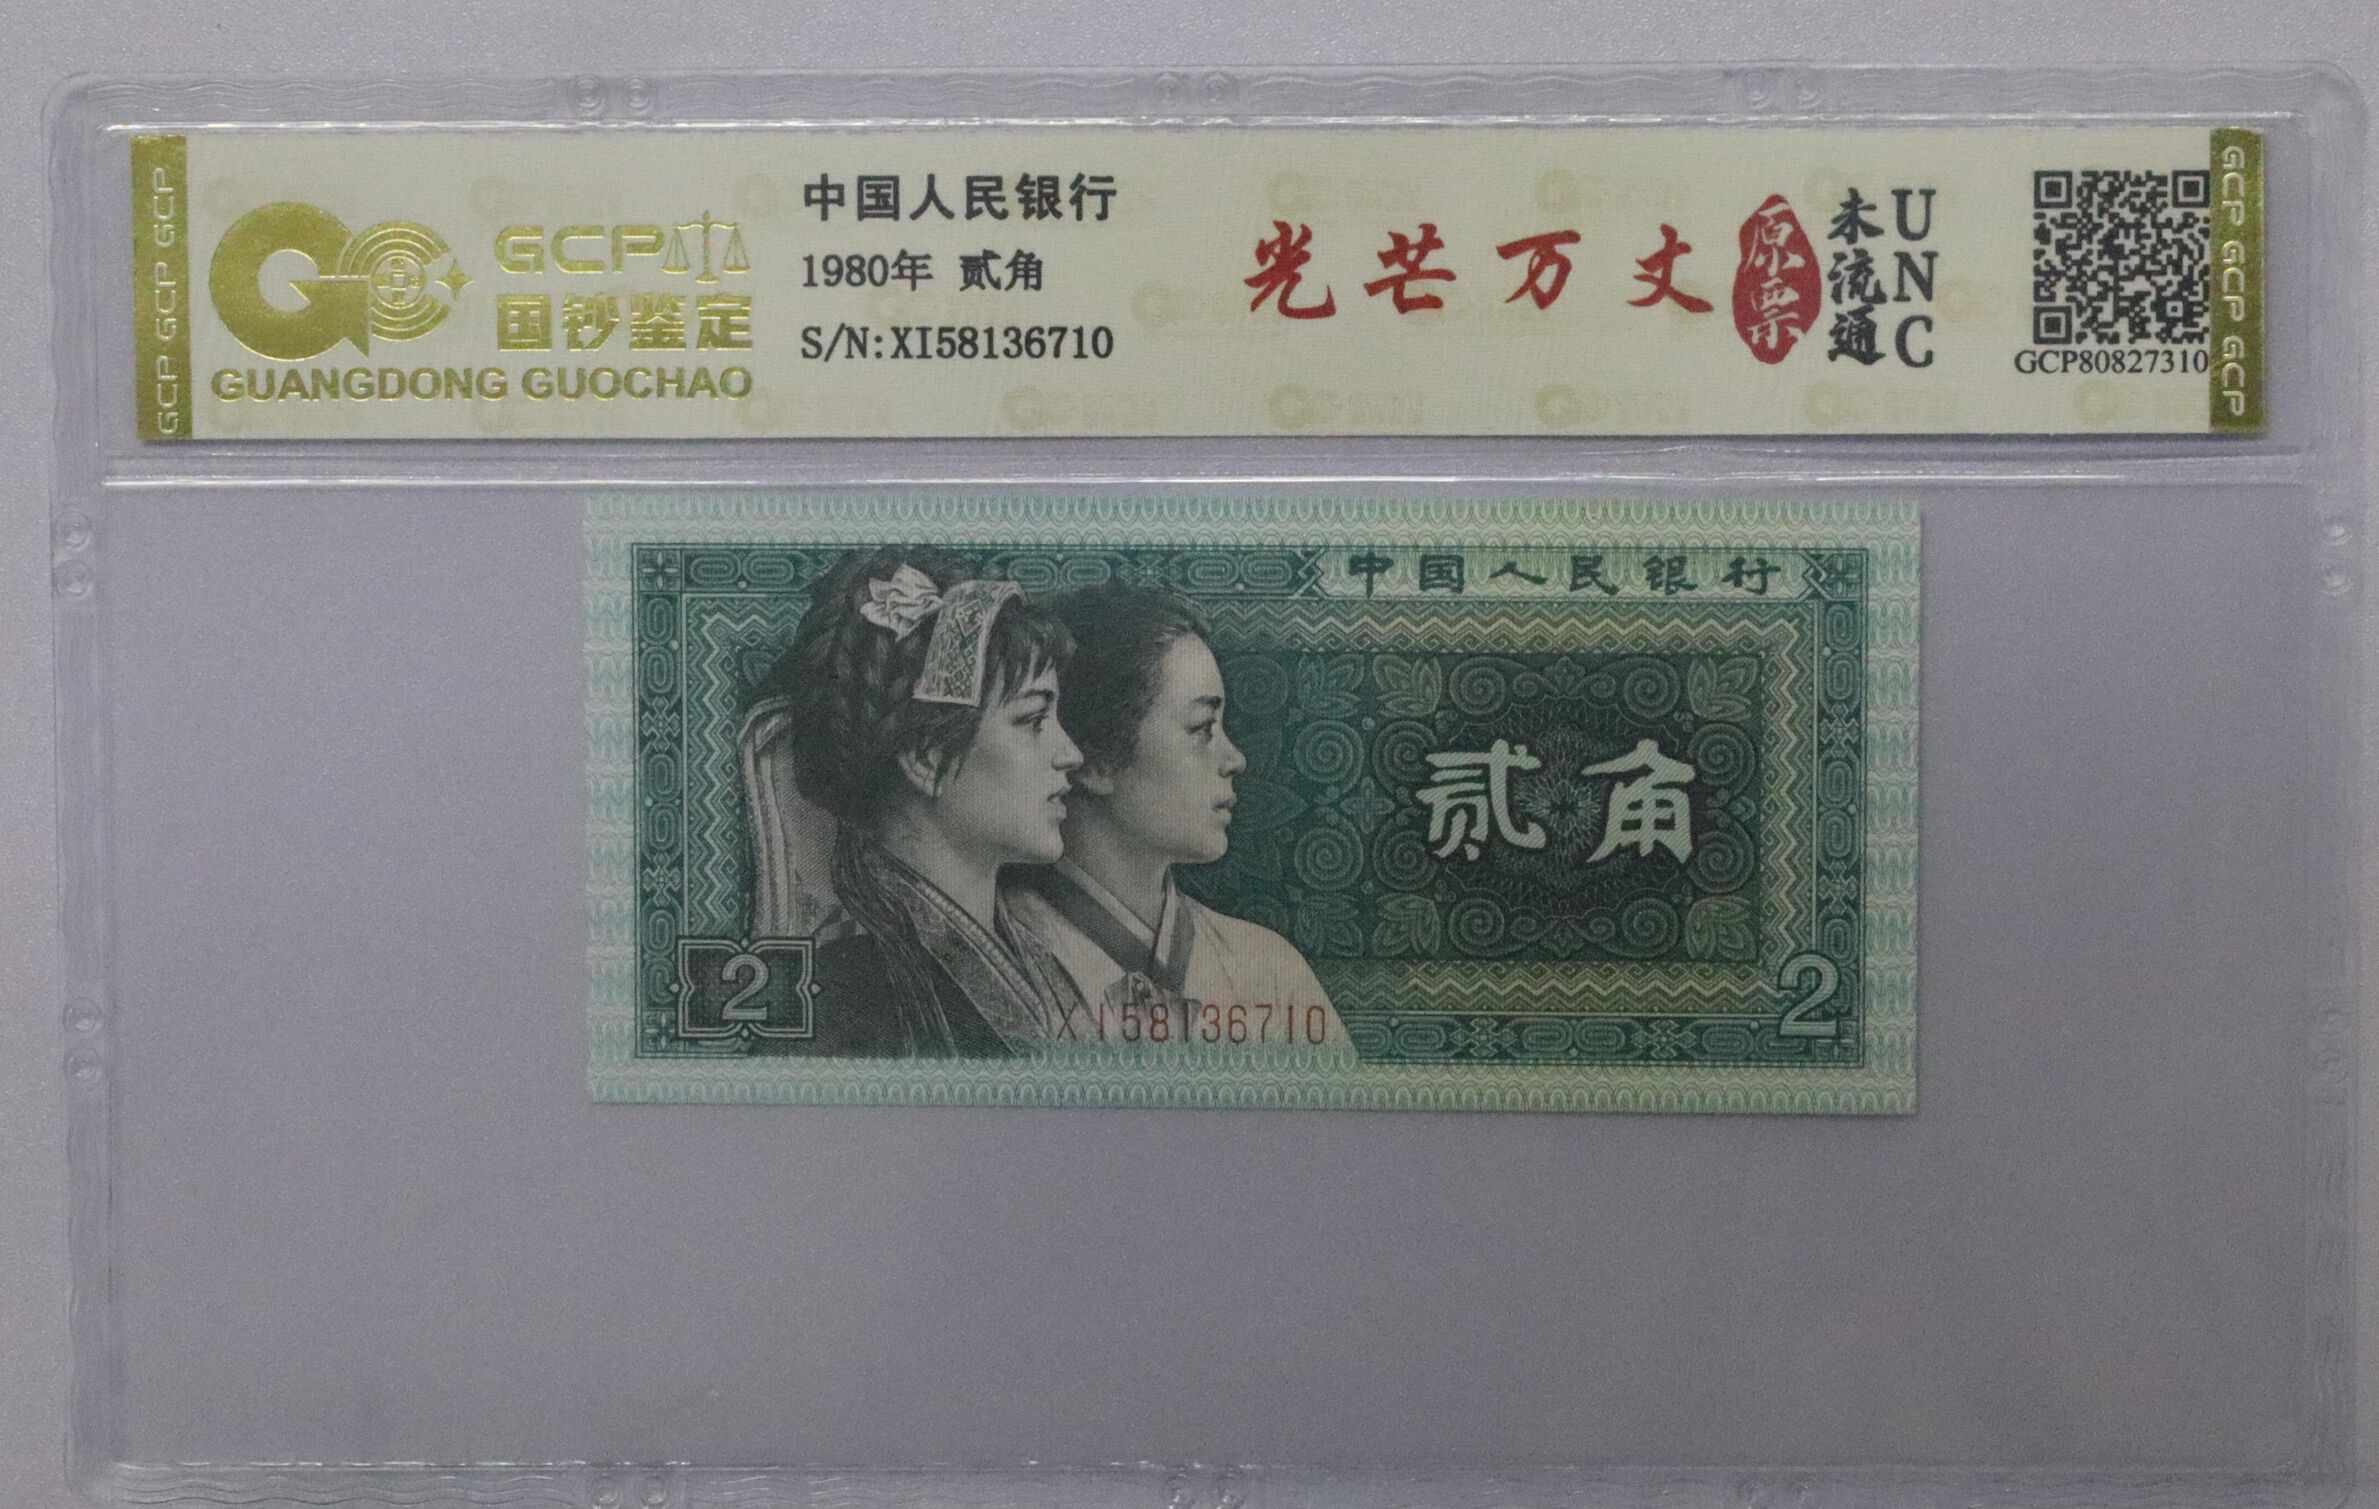 GCP GCP GCP
GCP
国钞鉴定
GUANGDONG GUOCHAO
中国人民银行
1980年 贰角
S/N:XI58136710
光芒万丈
原票
未流通
UNC
GCP80827310
GCP GCP GCP
中国人民银行
贰角
2
XI58136710
2